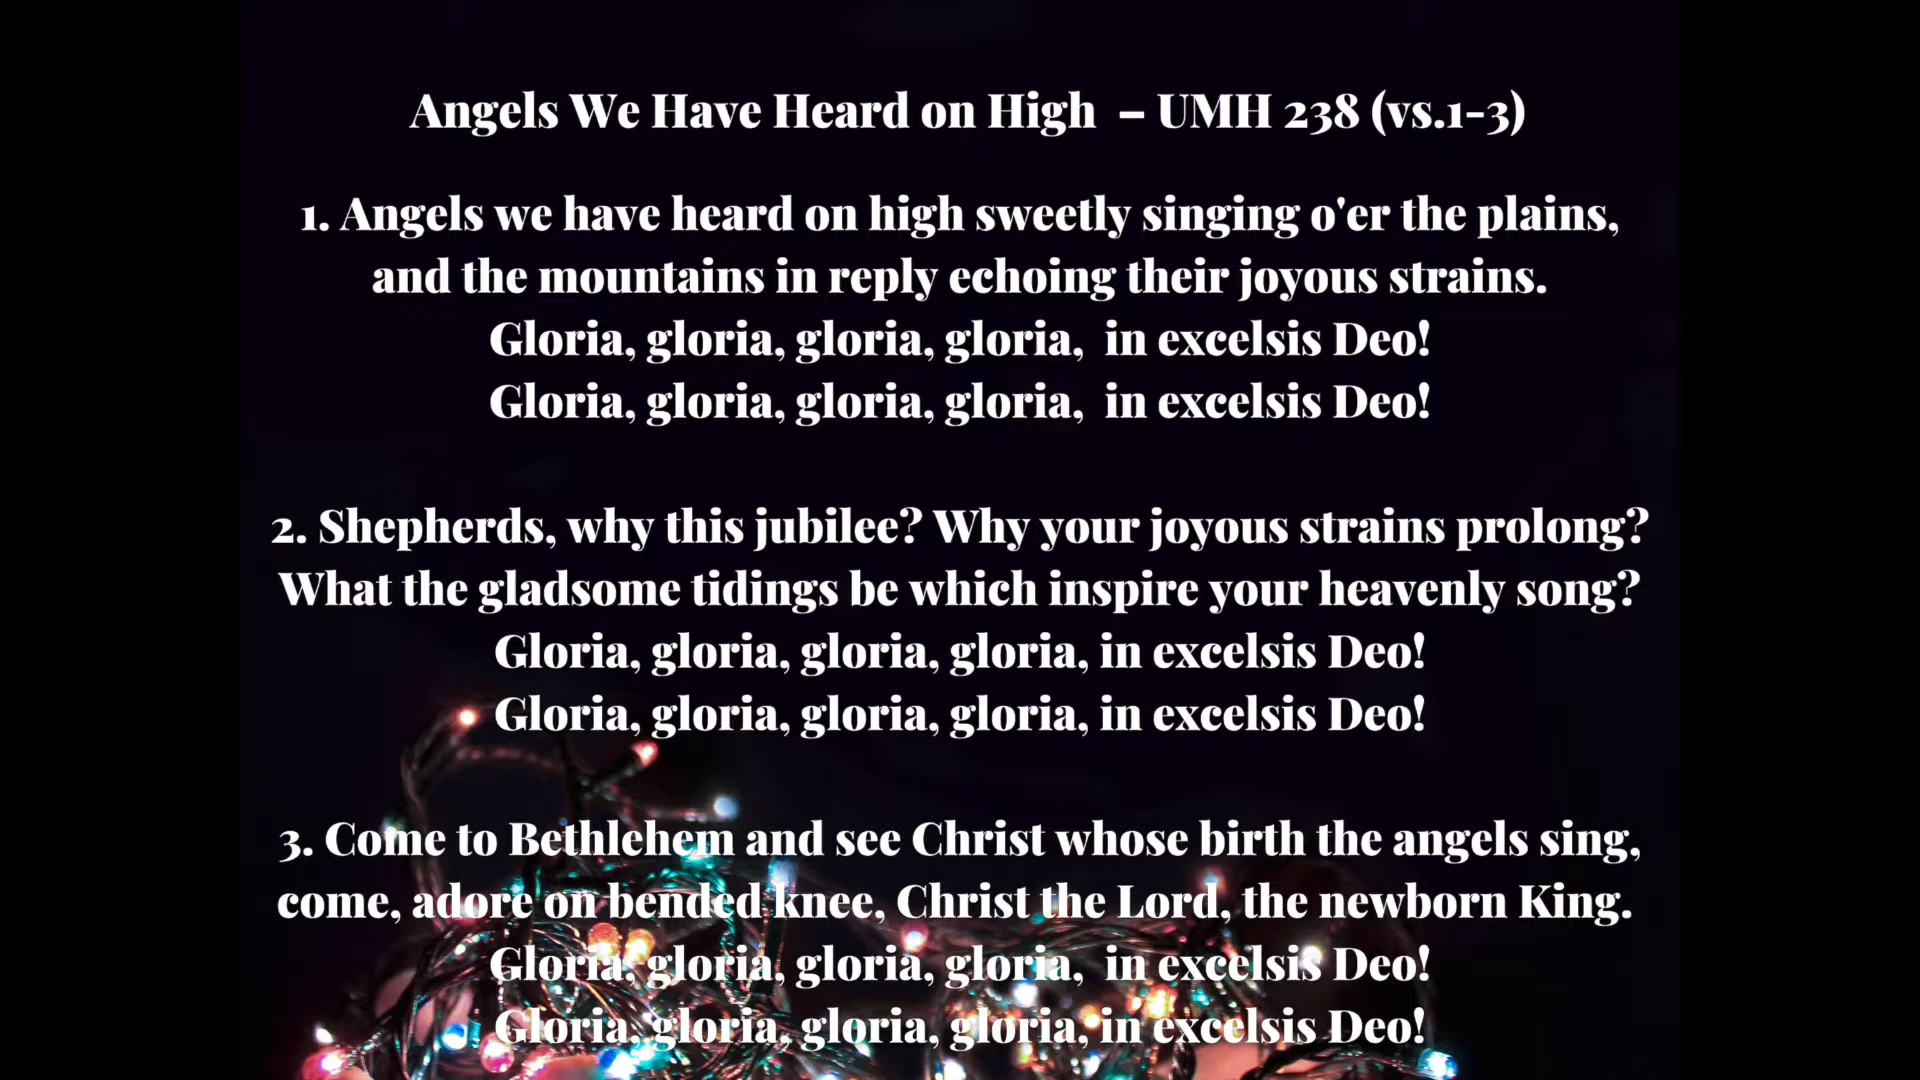 Angels We Have Heard on High – UMH 238 (vs.1-3)
1. Angels we have heard on high sweetly singing o'er the plains,
and the mountains in reply echoing their joyous strains.
Gloria, gloria, gloria, gloria, in excelsis Deo!
Gloria, gloria, gloria, gloria, in excelsis Deo!
2. Shepherds, why this jubilee? Why your joyous strains prolong?
What the gladsome tidings be which inspire your heavenly song?
Gloria, gloria, gloria, gloria, in excelsis Deo!
Gloria, gloria, gloria, gloria, in excelsis Deo!
3. Come to Bethlehem and see Christ whose birth the angels sing,
come, adore on bended knee, Christ the Lord, the newborn King.
Gloria, gloria, gloria, gloria, in excelsis Deo!
Gloria, gloria, gloria, gloria, in excelsis Deo!